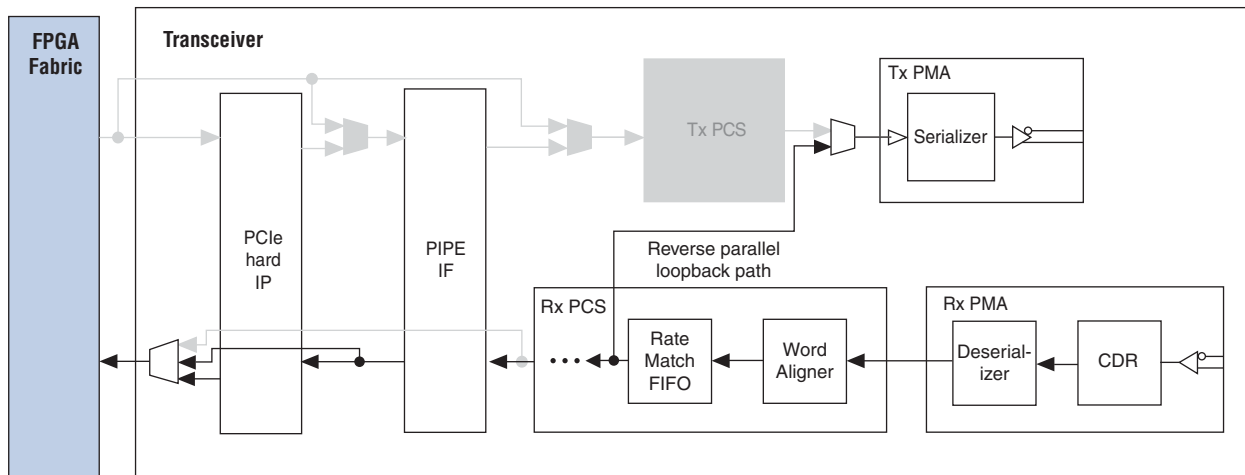 FPGA
Fabric
Transceiver
Tx PMA
Tx PCS
Serializer
PCIe
hard
IP
PIPE
IF
Reverse parallel
loopback path
Rx PCS
Rate
Match
FIFO
Word
Aligner
Rx PMA
Deserial-
izer
CDR